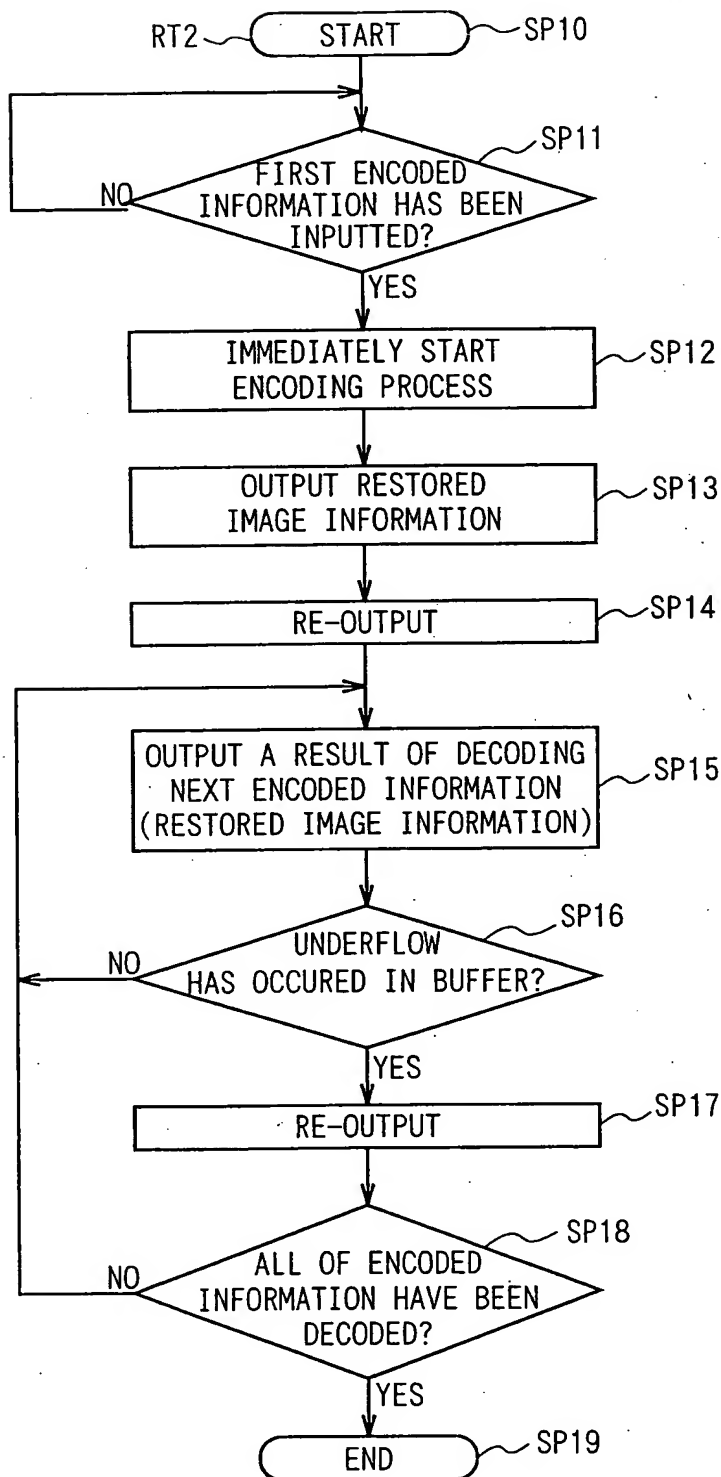 RT2
START
SP10
SP11
FIRST ENCODED
INFORMATION HAS BEEN
INPUTTED?
NO
YES
IMMEDIATELY START
ENCODING PROCESS
SP12
OUTPUT RESTORED
IMAGE INFORMATION
SP13
RE-OUTPUT
SP14
OUTPUT A RESULT OF DECODING
NEXT ENCODED INFORMATION
(RESTORED IMAGE INFORMATION)
SP15
SP16
UNDERFLOW
HAS OCCURED IN BUFFER?
NO
YES
RE-OUTPUT
SP17
SP18
ALL OF ENCODED
INFORMATION HAVE BEEN
DECODED?
NO
YES
END
SP19